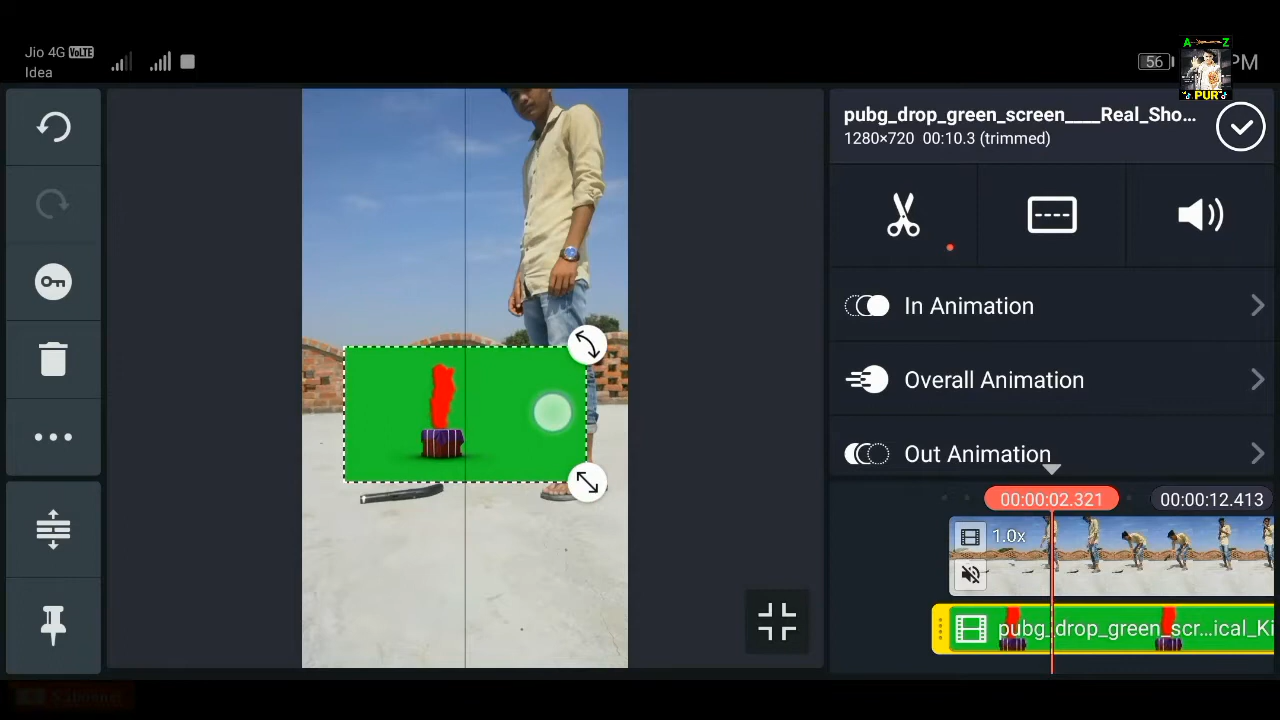 Jio 4G VoLTE
Idea
56
PM
A Z
PUR
pubg_drop_green_screen____Real_Sho...
1280×720 00:10.3 (trimmed)
In Animation
Overall Animation
Out Animation
00:00:02.321
00:00:12.413
1.0x
pubg_drop_green_scr...ical_Ki